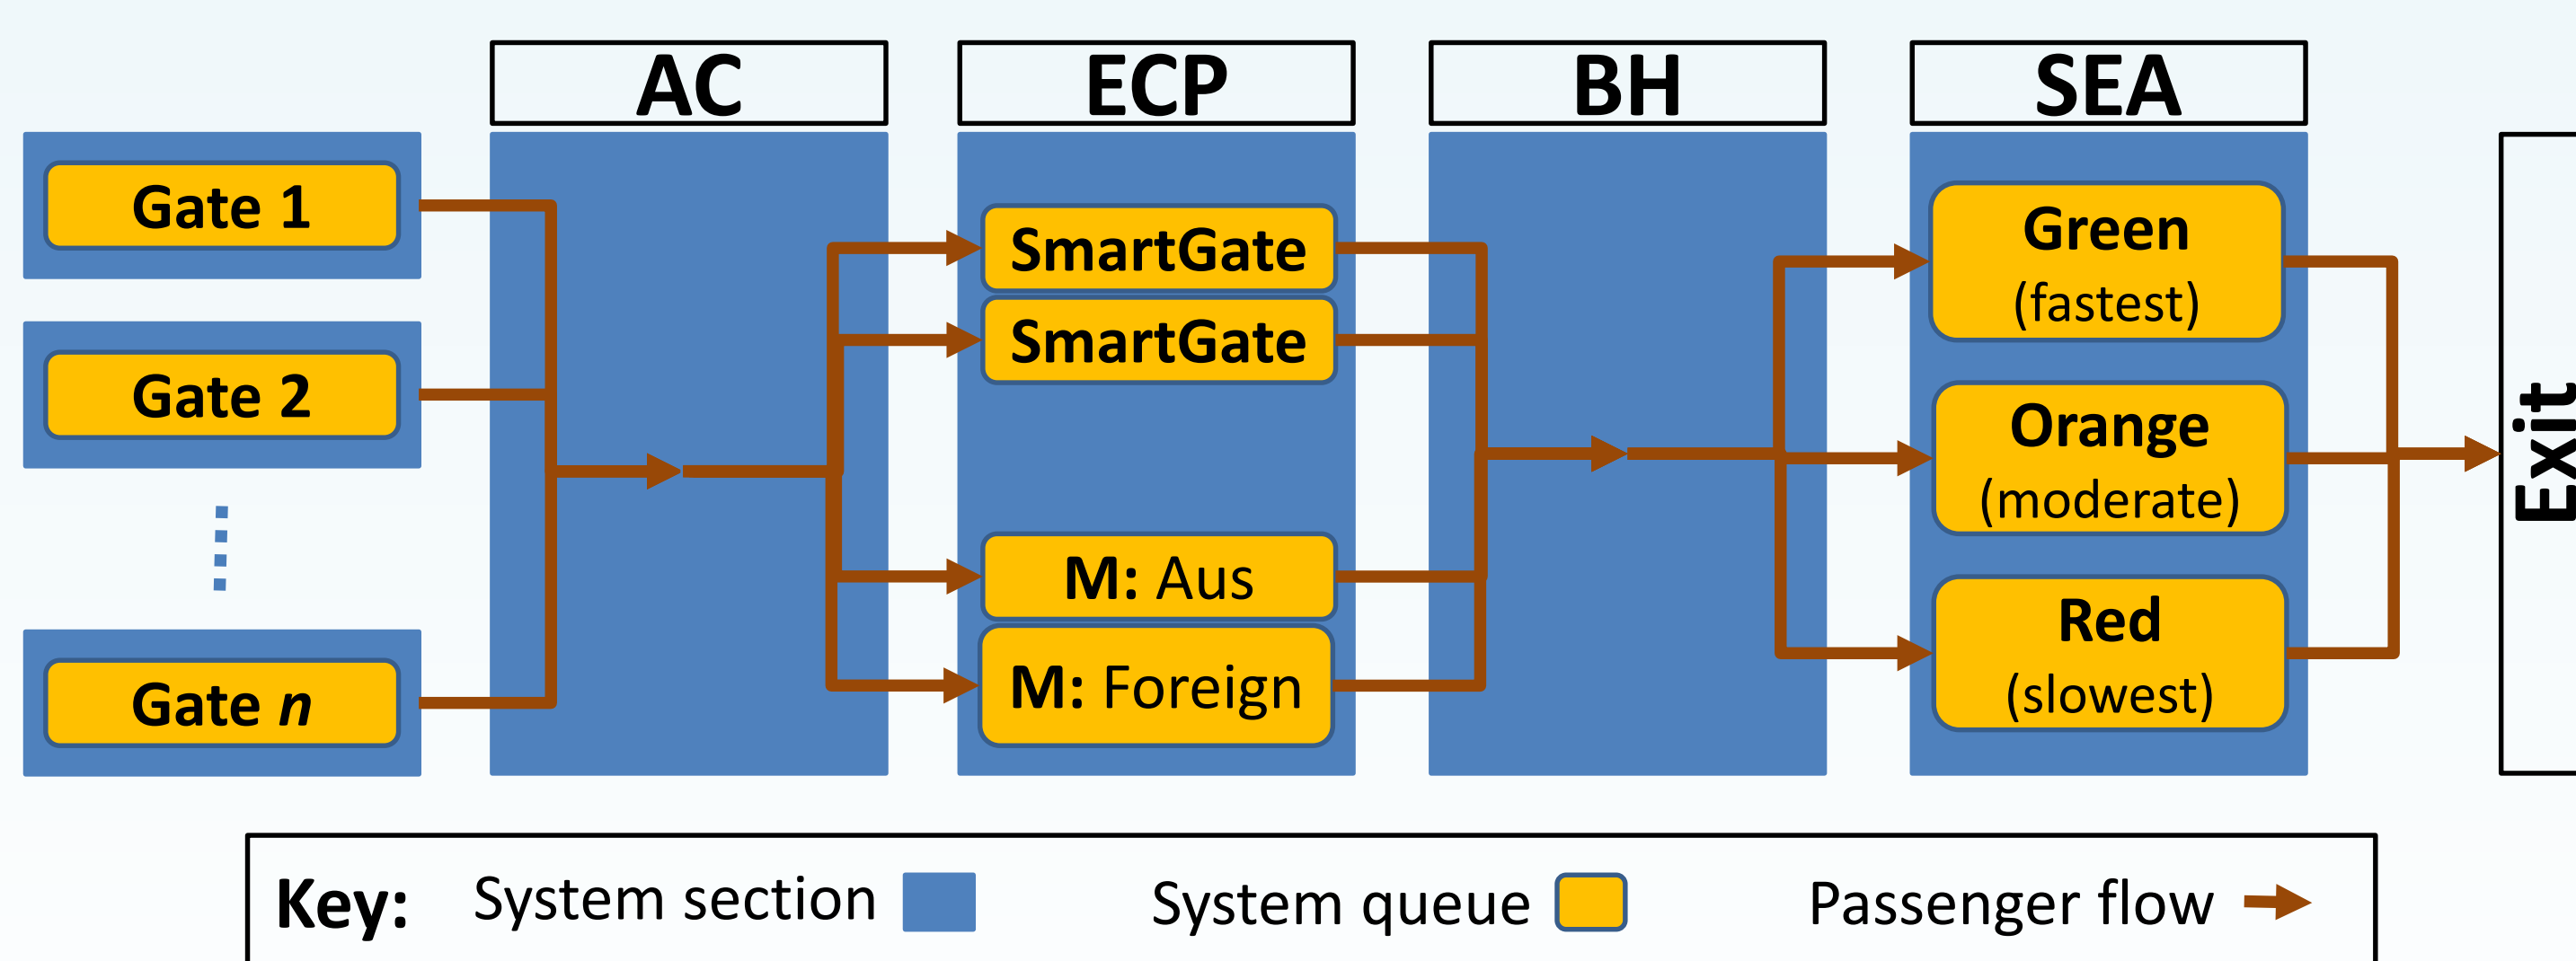 AC
ECP
BH
SEA
Gate 1
Gate 2
Gate n
SmartGate
SmartGate
M: Aus
M: Foreign
Green
(fastest)
Orange
(moderate)
Red
(slowest)
Exit
Key:
System section
System queue
Passenger flow